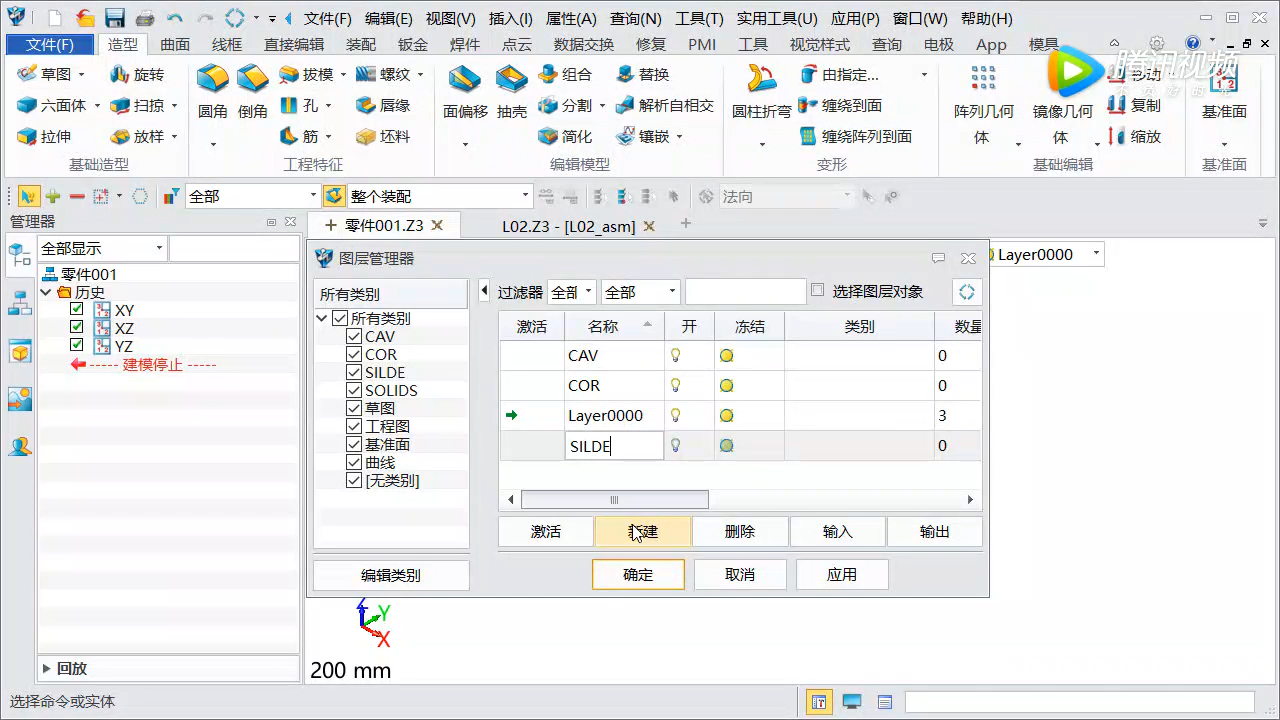 文件(F) 编辑(E) 视图(V) 插入(I) 属性(A) 查询(N) 工具(T) 实用工具(U) 应用(P) 窗口(W) 帮助(H)
文件(F) 造型 曲面 线框 直接编辑 装配 钣金 焊件 点云 数据交换 修复 PMI 工具 视觉样式 查询 电极 App 模具
腾讯视频
草图 旋转 拔模 螺纹 组合 替换 由指定... 移动
六面体 扫掠 圆角 倒角 孔 唇缘 面偏移 抽壳 分割 解析自相交 圆柱折弯 缠绕到面 阵列几何体 镜像几何体 复制 基准面
拉伸 放样 筋 坯料 简化 镶嵌 缠绕阵列到面 缩放
基础造型 工程特征 编辑模型 变形 基础编辑 基准面
全部 整个装配 法向
管理器 零件001.Z3 L02.Z3 - [L02_asm]
全部显示
零件001
历史
XY
XZ
YZ
----- 建模停止 -----
回放
图层管理器
Layer0000
所有类别
所有类别
CAV
COR
SILDE
SOLIDS
草图
工程图
基准面
曲线
[无类别]
编辑类别
过滤器 全部 全部 选择图层对象
激活 名称 开 冻结 类别 数量
CAV 0
COR 0
Layer0000 3
SILDE 0
激活 新建 删除 输入 输出
确定 取消 应用
Z
Y
X
200 mm
选择命令或实体